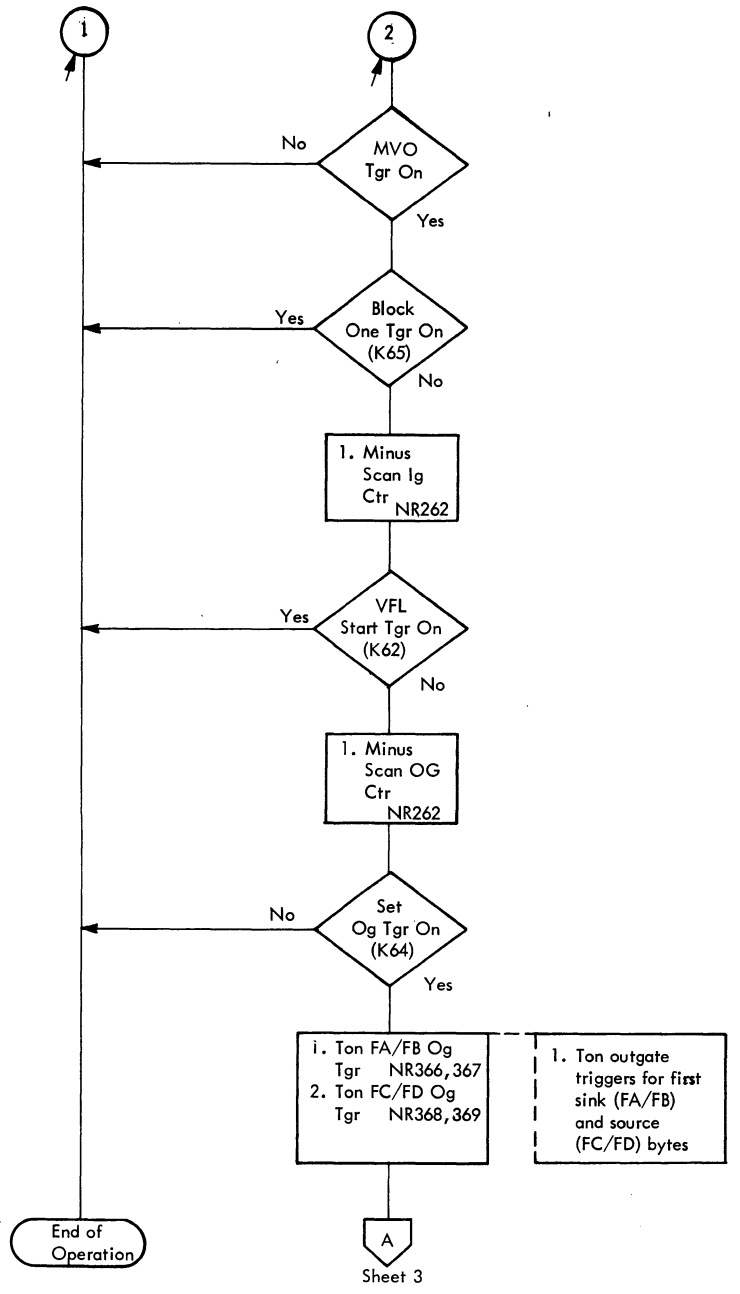 1
2
No
MVO
Tgr On
Yes
Yes
Block
One Tgr On
(K65)
No
1. Minus
Scan Ig
Ctr
NR262
Yes
VFL
Start Tgr On
(K62)
No
1. Minus
Scan OG
Ctr
NR262
No
Set
Og Tgr On
(K64)
Yes
1. Ton FA/FB Og
Tgr NR366,367
2. Ton FC/FD Og
Tgr NR368,369
1. Ton outgate
triggers for first
sink (FA/FB)
and source
(FC/FD) bytes
End of
Operation
A
Sheet 3